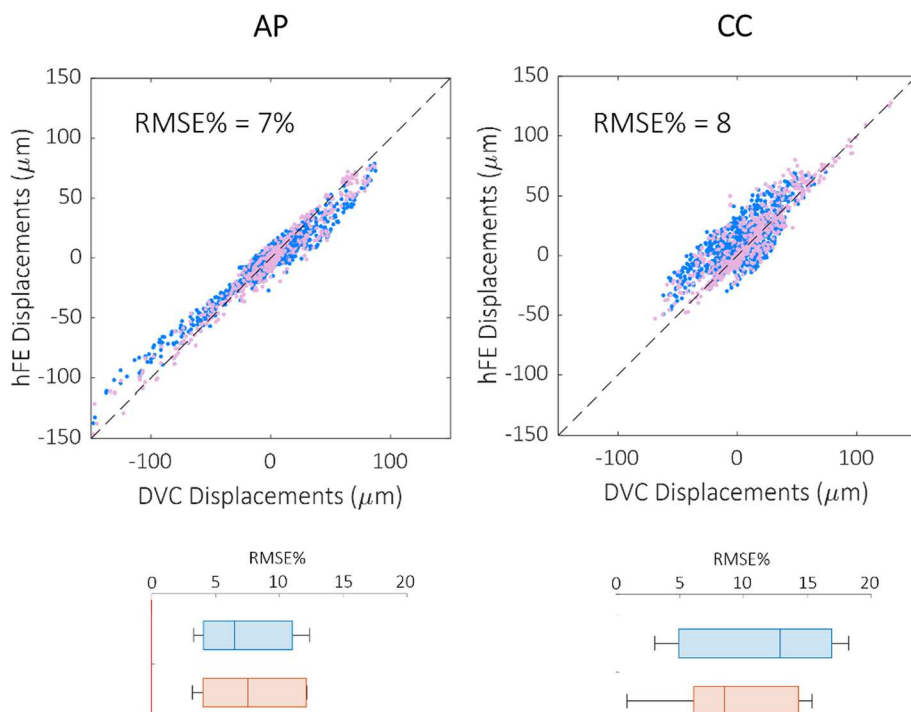 AP
CC
150
100
50
0
-50
-100
-150
hFE Displacements (μm)
RMSE% = 7%
-100
0
100
DVC Displacements (μm)
150
100
50
0
-50
-100
-150
hFE Displacements (μm)
RMSE% = 8
-100
0
100
DVC Displacements (μm)
RMSE%
0 5 10 15 20
RMSE%
0 5 10 15 20